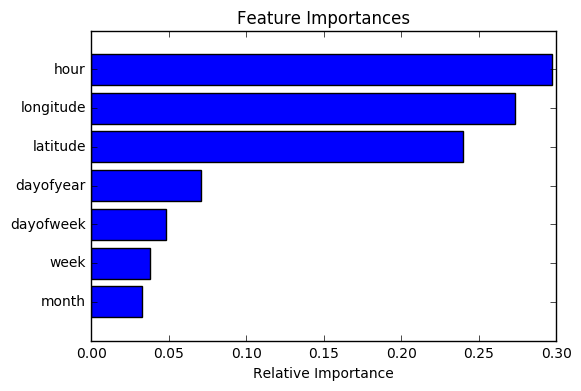 Feature Importances
hour
longitude
latitude
dayofyear
dayofweek
week
month
0.00 0.05 0.10 0.15 0.20 0.25 0.30
Relative Importance